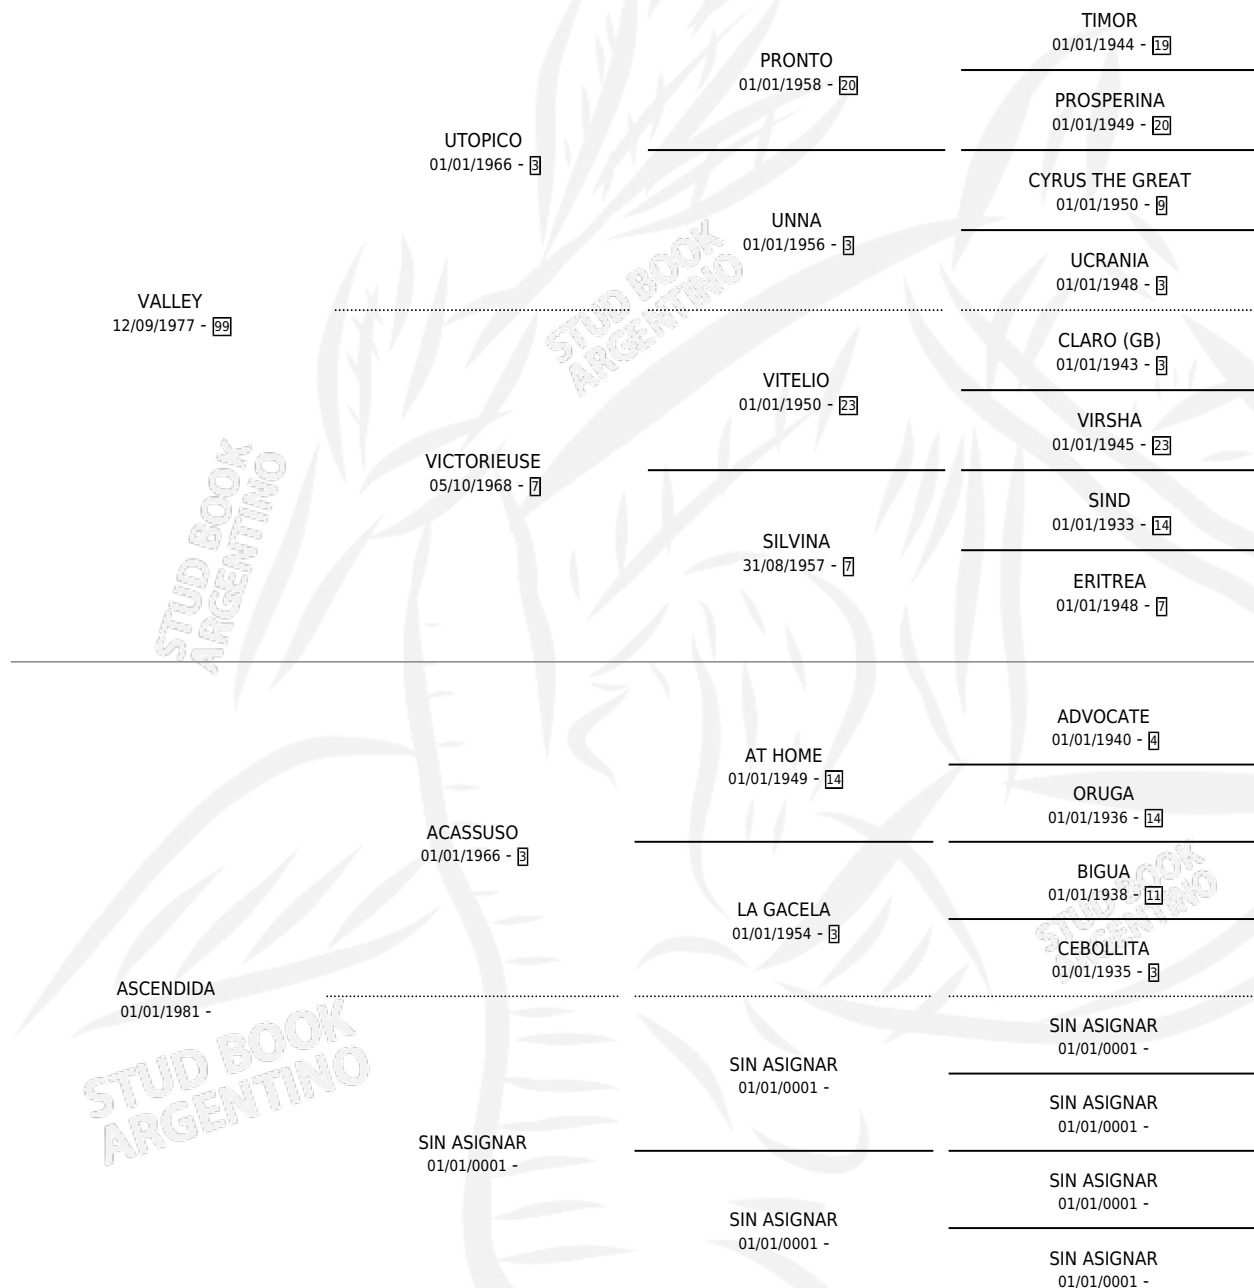 TIMOR
01/01/1944 - 19
PRONTO
01/01/1958 - 20
PROSPERINA
01/01/1949 - 20
UTOPICO
01/01/1966 - 3
CYRUS THE GREAT
01/01/1950 - 9
UNNA
01/01/1956 - 3
UCRANIA
01/01/1948 - 3
VALLEY
12/09/1977 - 99
CLARO (GB)
01/01/1943 - 3
VITELIO
01/01/1950 - 23
VIRSHA
01/01/1945 - 23
VICTORIEUSE
05/10/1968 - 7
SIND
01/01/1933 - 14
SILVINA
31/08/1957 - 7
ERITREA
01/01/1948 - 7
ADVOCATE
01/01/1940 - 4
AT HOME
01/01/1949 - 14
ORUGA
01/01/1936 - 14
ACASSUSO
01/01/1966 - 3
BIGUA
01/01/1938 - 11
LA GACELA
01/01/1954 - 3
CEBOLLITA
01/01/1935 - 3
ASCENDIDA
01/01/1981 -
SIN ASIGNAR
01/01/0001 -
SIN ASIGNAR
01/01/0001 -
SIN ASIGNAR
01/01/0001 -
SIN ASIGNAR
01/01/0001 -
SIN ASIGNAR
01/01/0001 -
SIN ASIGNAR
01/01/0001 -
SIN ASIGNAR
01/01/0001 -
STUD BOOK
ARGENTINO
STUD BOOK
ARGENTINO
STUD BOOK
ARGENTINO
STUD BOOK
ARGENTINO